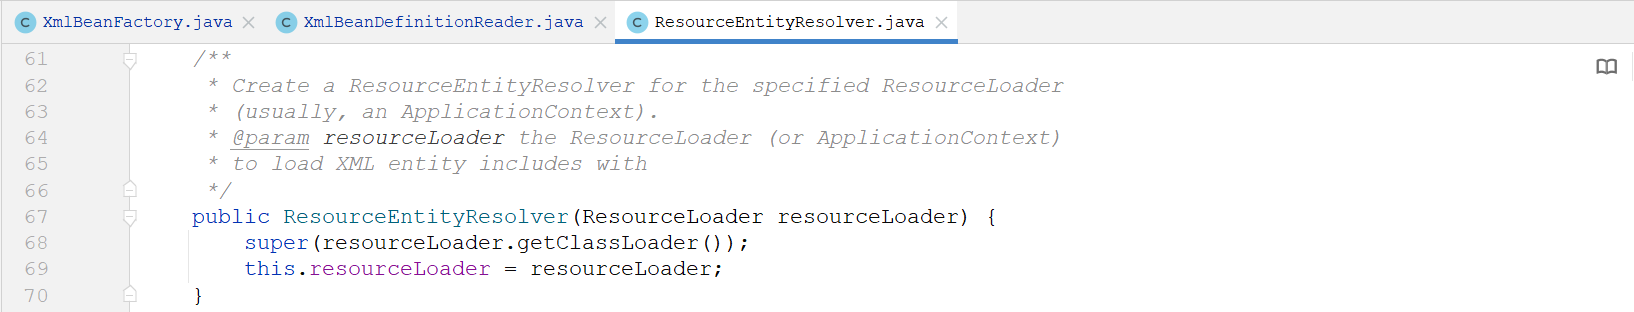 C XmlBeanFactory.java × C XmlBeanDefinitionReader.java × C ResourceEntityResolver.java ×
61 /**
62 * Create a ResourceEntityResolver for the specified ResourceLoader
63 * (usually, an ApplicationContext).
64 * @param resourceLoader the ResourceLoader (or ApplicationContext)
65 * to load XML entity includes with
66 */
67 public ResourceEntityResolver(ResourceLoader resourceLoader) {
68 super(resourceLoader.getClassLoader());
69 this.resourceLoader = resourceLoader;
70 }